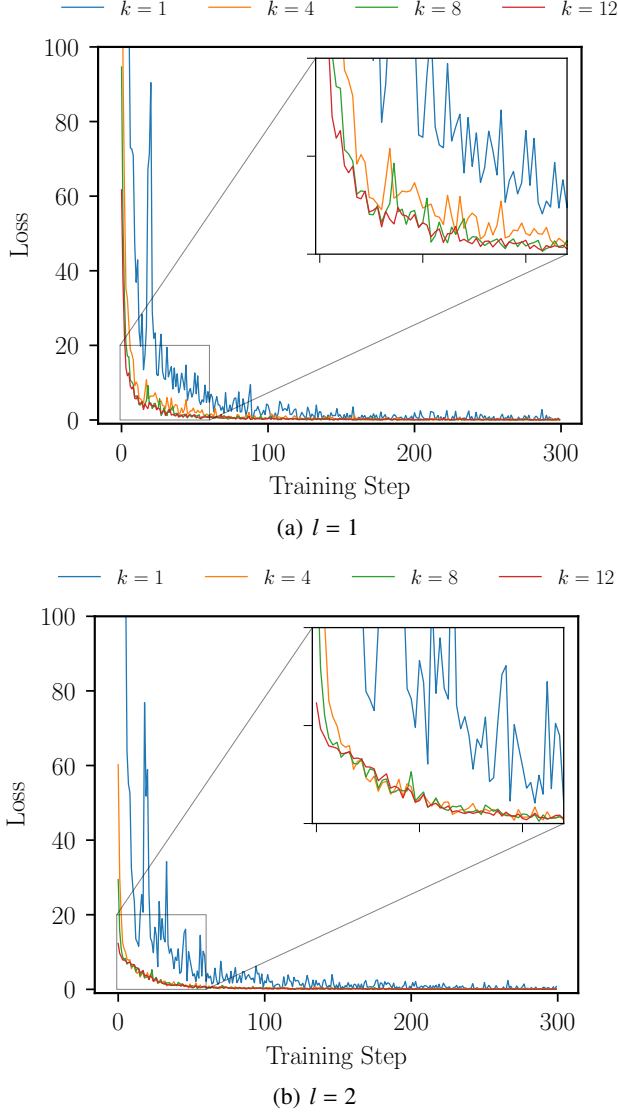 k = 1 k = 4 k = 8 k = 12
100
80
60
40
20
0
Loss
0 100 200 300
Training Step
(a) l = 1
k = 1 k = 4 k = 8 k = 12
100
80
60
40
20
0
Loss
0 100 200 300
Training Step
(b) l = 2